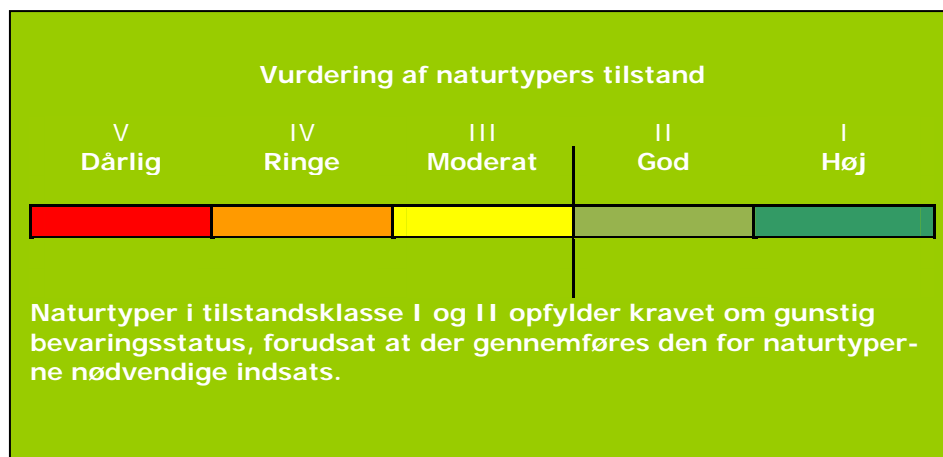 Vurdering af naturtypers tilstand
V IV III II I
Dårlig Ringe Moderat God Høj
Naturtyper i tilstandsklasse I og II opfylder kravet om gunstig
bevaringsstatus, forudsat at der gennemføres den for naturtyper-
ne nødvendige indsats.